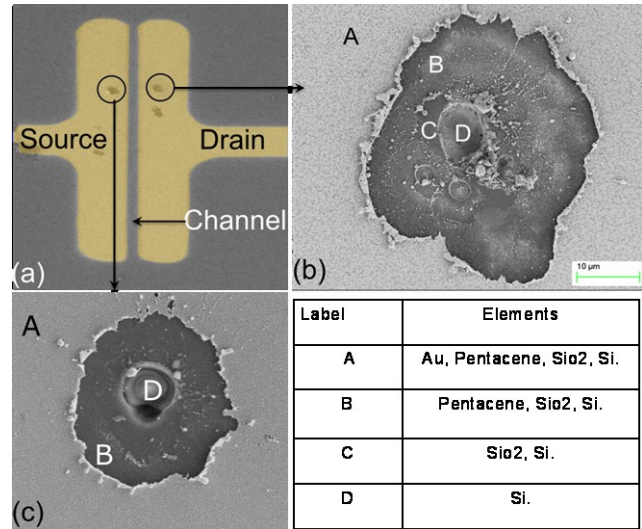 Source
Drain
Channel
(a)
A
B
C
D
10 µm
(b)
A
D
B
(c)
Label Elements
A Au, Pentacene, Sio2, Si.
B Pentacene, Sio2, Si.
C Sio2, Si.
D Si.